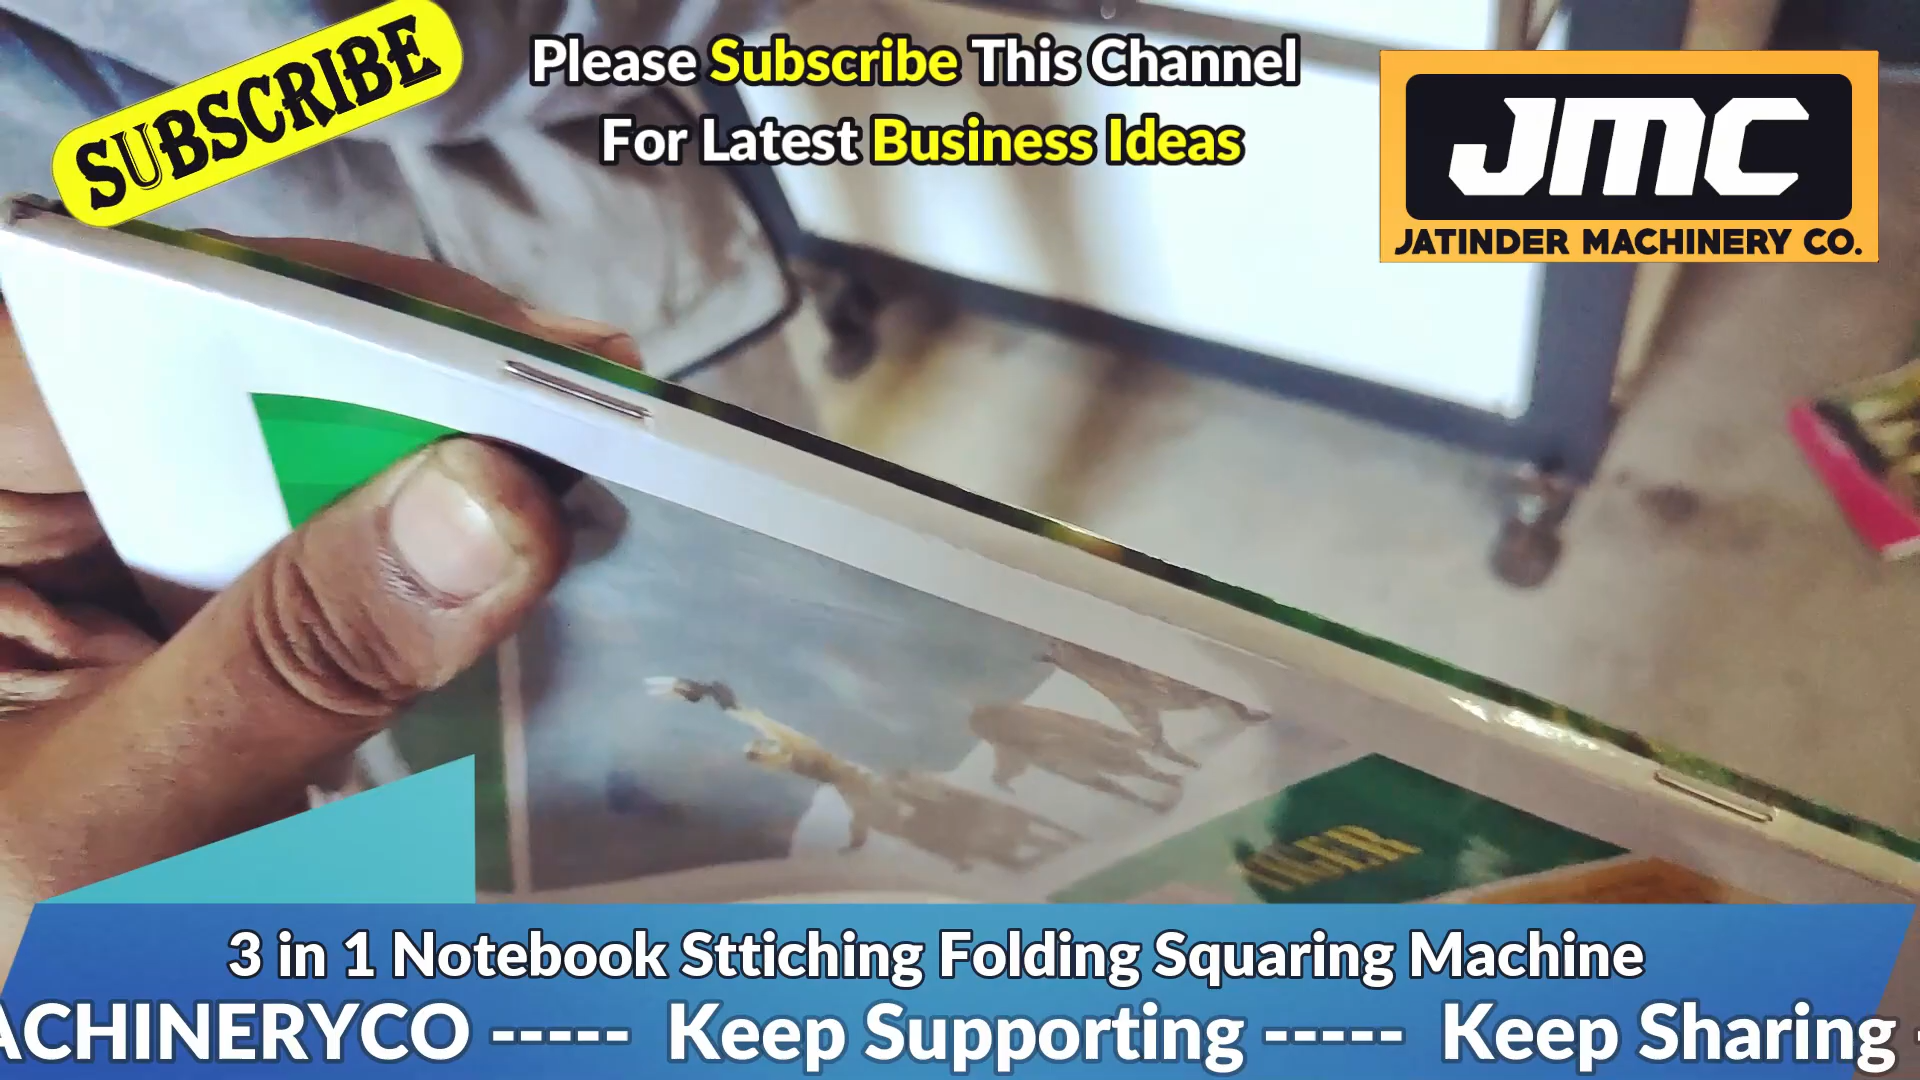 SUBSCRIBE
Please Subscribe This Channel
For Latest Business Ideas
JMC
JATINDER MACHINERY CO.
TIGER
3 in 1 Notebook Sttiching Folding Squaring Machine
ACHINERYCO ----- Keep Supporting ----- Keep Sharing -